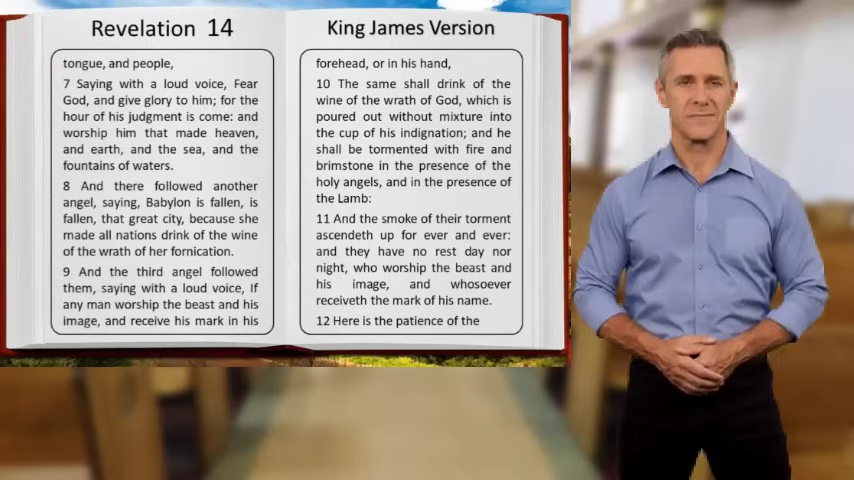 Revelation 14
tongue, and people,
7 Saying with a loud voice, Fear
God, and give glory to him; for the
hour of his judgment is come: and
worship him that made heaven,
and earth, and the sea, and the
fountains of waters.
8 And there followed another
angel, saying, Babylon is fallen, is
fallen, that great city, because she
made all nations drink of the wine
of the wrath of her fornication.
9 And the third angel followed
them, saying with a loud voice, If
any man worship the beast and his
image, and receive his mark in his
King James Version
forehead, or in his hand,
10 The same shall drink of the
wine of the wrath of God, which is
poured out without mixture into
the cup of his indignation; and he
shall be tormented with fire and
brimstone in the presence of the
holy angels, and in the presence of
the Lamb:
11 And the smoke of their torment
ascendeth up for ever and ever:
and they have no rest day nor
night, who worship the beast and
his image, and whosoever
receiveth the mark of his name.
12 Here is the patience of the